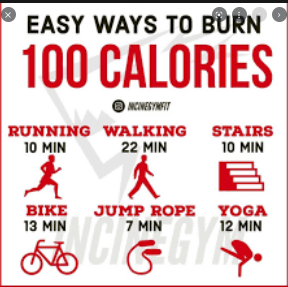 EASY WAYS TO BURN
100 CALORIES
INCINEGYMFIT
RUNNING WALKING STAIRS
10 MIN 22 MIN 10 MIN
BIKE JUMP ROPE YOGA
13 MIN 7 MIN 12 MIN
INCINEGYM